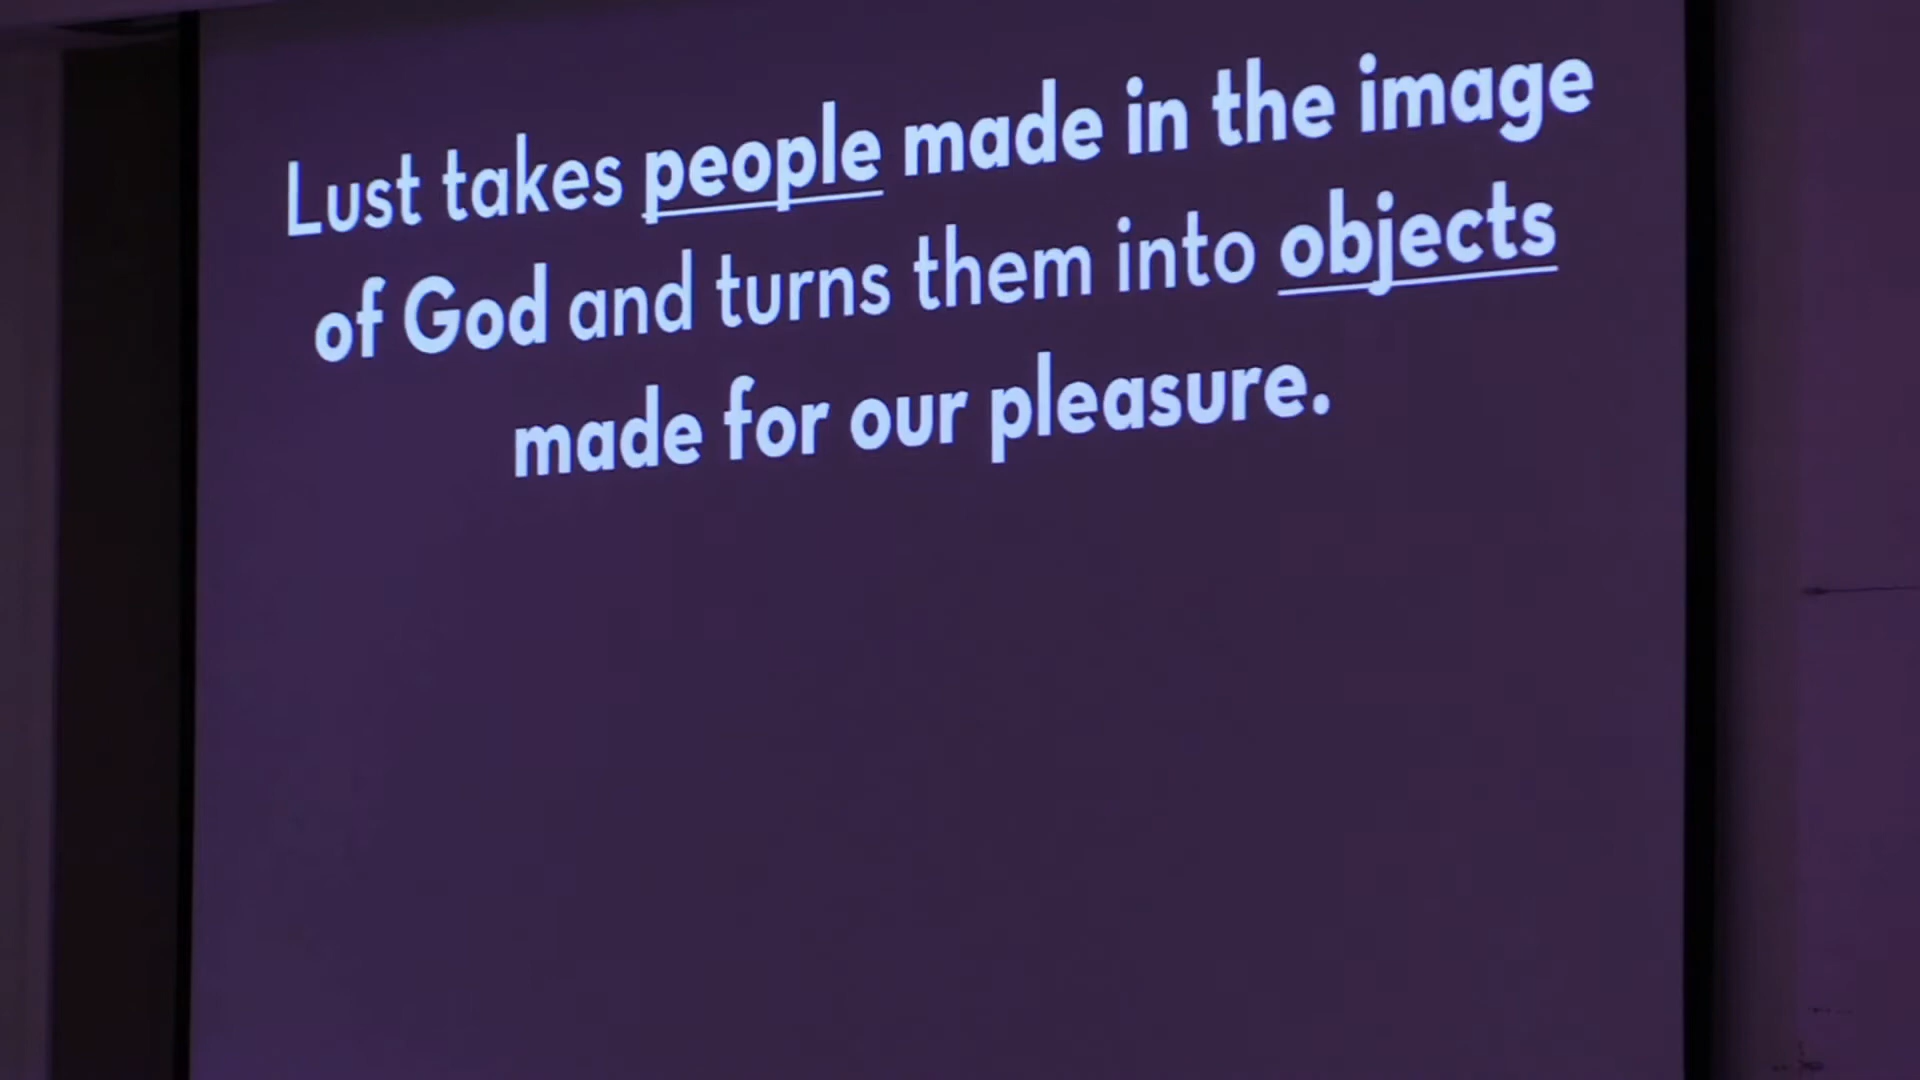 Lust takes people made in the image
of God and turns them into objects
made for our pleasure.